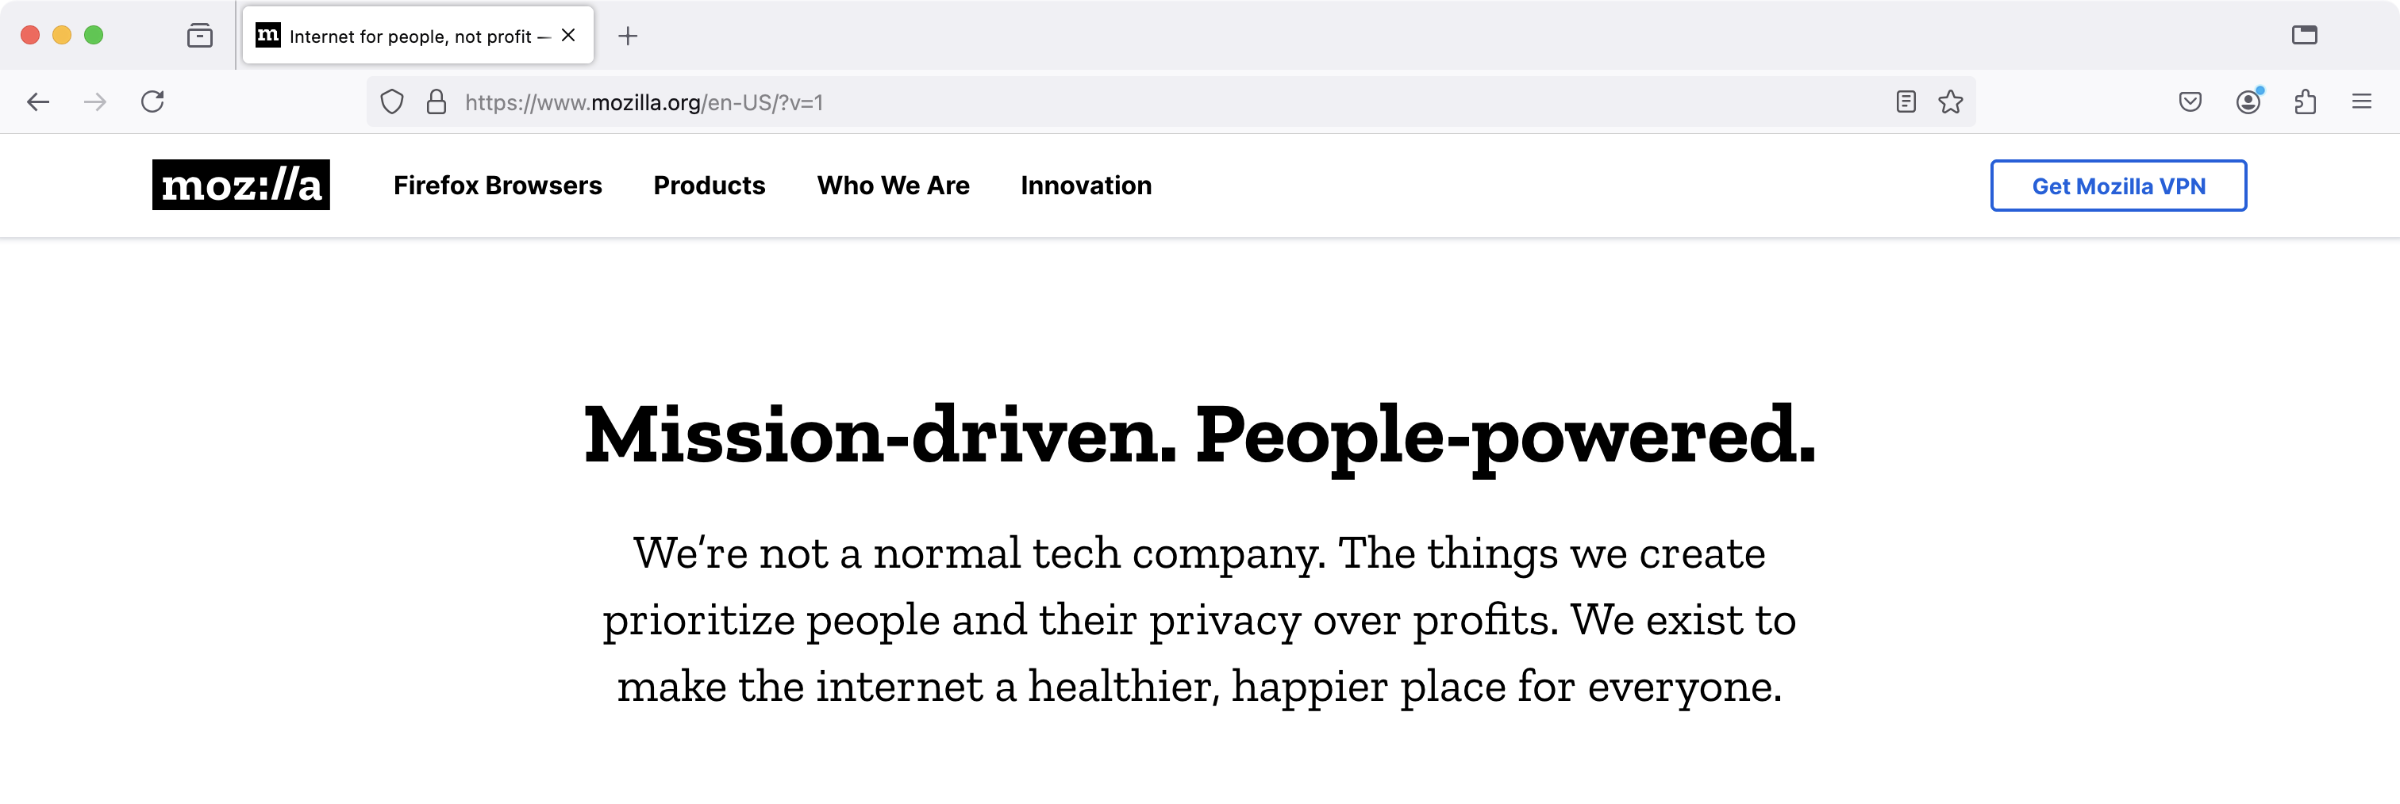 m Internet for people, not profit —
https://www.mozilla.org/en-US/?v=1
moz://a Firefox Browsers Products Who We Are Innovation Get Mozilla VPN
Mission-driven. People-powered.
We’re not a normal tech company. The things we create
prioritize people and their privacy over profits. We exist to
make the internet a healthier, happier place for everyone.